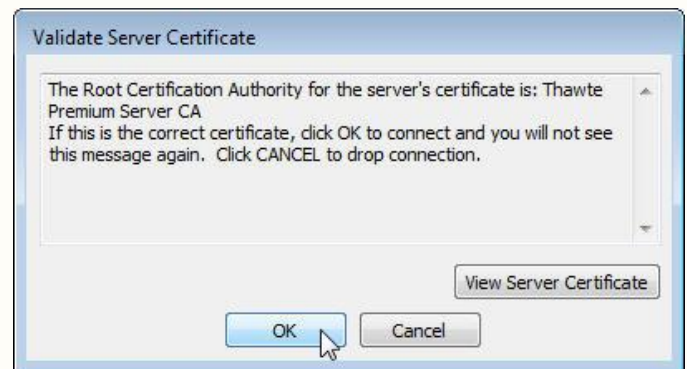 Validate Server Certificate
The Root Certification Authority for the server's certificate is: Thawte
Premium Server CA
If this is the correct certificate, click OK to connect and you will not see
this message again.  Click CANCEL to drop connection.
View Server Certificate
OK
Cancel